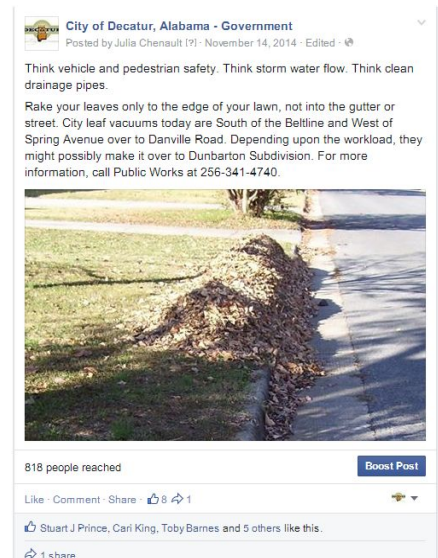 City of Decatur, Alabama - Government
Posted by Julia Chenault [?] · November 14, 2014 · Edited ·
Think vehicle and pedestrian safety. Think storm water flow. Think clean
drainage pipes.
Rake your leaves only to the edge of your lawn, not into the gutter or
street. City leaf vacuums today are South of the Beltline and West of
Spring Avenue over to Danville Road. Depending upon the workload, they
might possibly make it over to Dunbarton Subdivision. For more
information, call Public Works at 256-341-4740.
818 people reached
Boost Post
Like · Comment · Share · 8 1
Stuart J Prince, Cari King, Toby Barnes and 5 others like this.
1 share